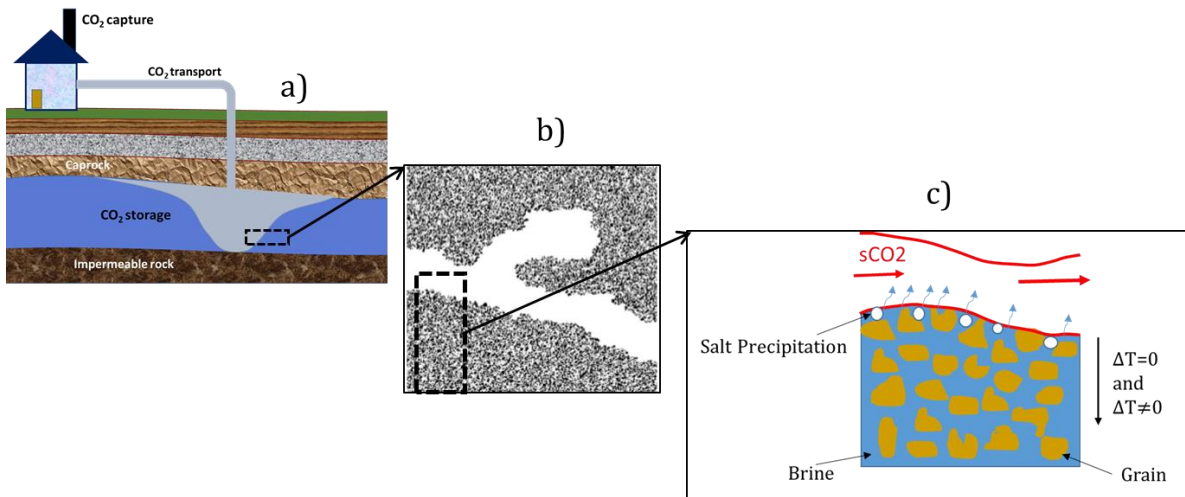 CO₂ capture
CO₂ transport
a)
Caprock
CO₂ storage
Impermeable rock
b)
c)
sCO2
Salt Precipitation
ΔT=0
and
ΔT≠0
Brine
Grain